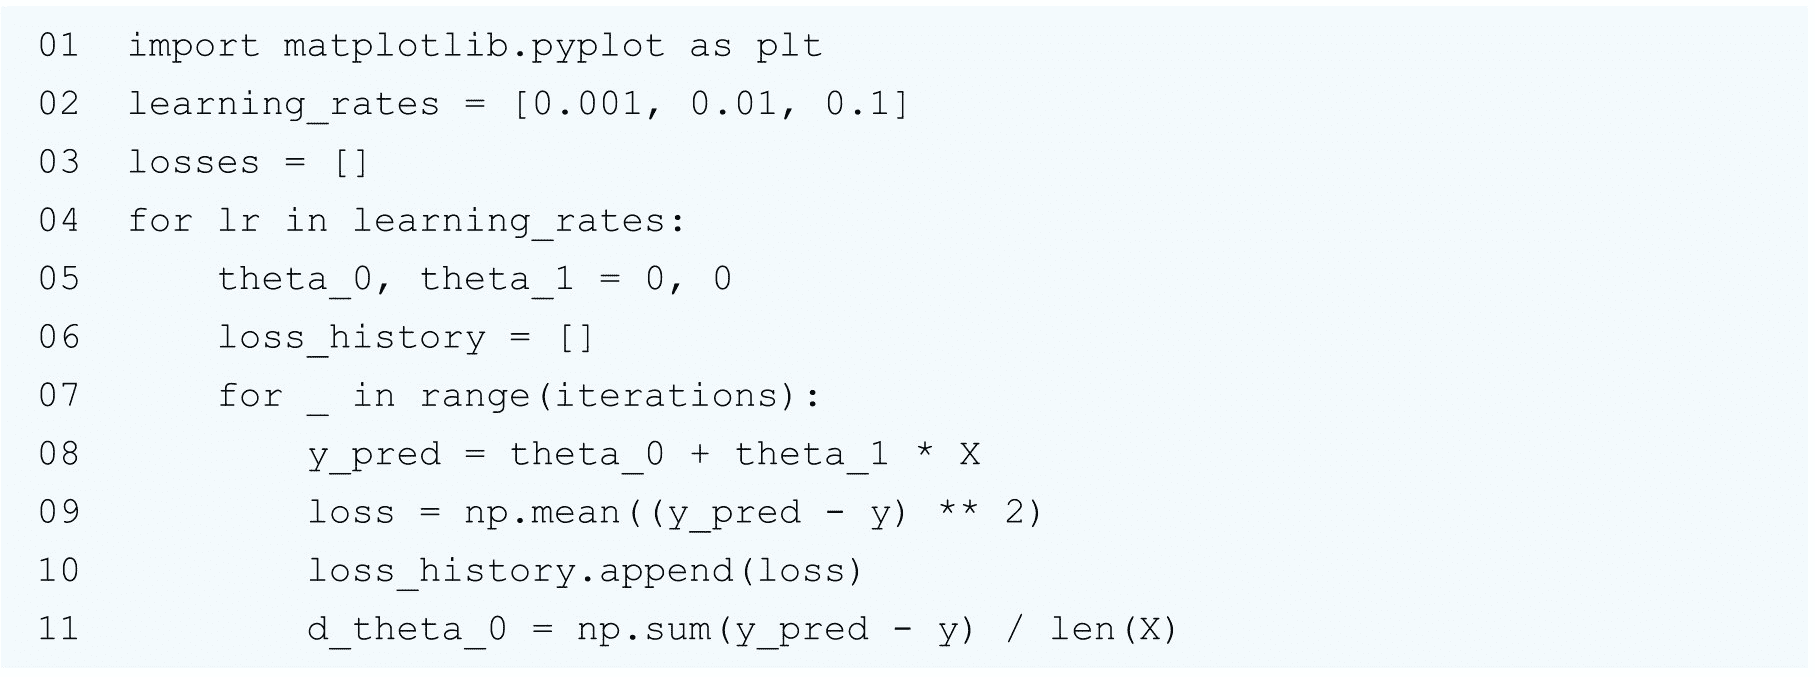 01 import matplotlib.pyplot as plt
02 learning_rates = [0.001, 0.01, 0.1]
03 losses = []
04 for lr in learning_rates:
05     theta_0, theta_1 = 0, 0
06     loss_history = []
07     for _ in range(iterations):
08         y_pred = theta_0 + theta_1 * X
09         loss = np.mean((y_pred - y) ** 2)
10         loss_history.append(loss)
11         d_theta_0 = np.sum(y_pred - y) / len(X)